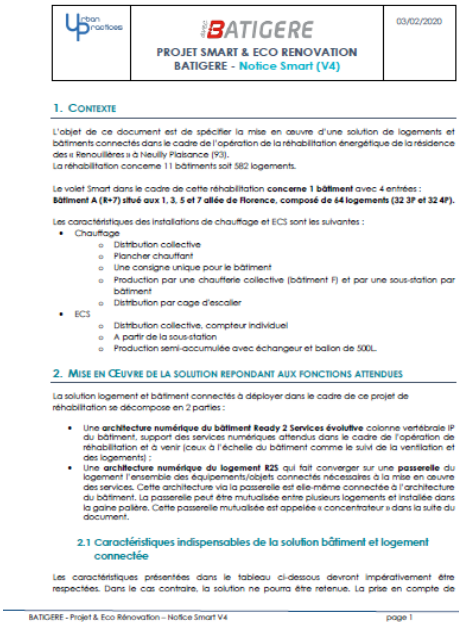 Urban Practices
avec BATIGERE
03/02/2020
PROJET SMART & ECO RENOVATION
BATIGERE - Notice Smart (V4)
1. CONTEXTE
L'objet de ce document est de spécifier la mise en œuvre d'une solution de logements et
bâtiments connectés dans le cadre de l'opération de la réhabilitation énergétique de la résidence
des « Renouillères » à Neuilly Plaisance (93).
La réhabilitation concerne 11 bâtiments soit 582 logements.
Le volet Smart dans le cadre de cette réhabilitation concerne 1 bâtiment avec 4 entrées :
Bâtiment A (R+7) situé aux 1, 3, 5 et 7 allée de Florence, composé de 64 logements (32 3P et 32 4P).
Les caractéristiques des installations de chauffage et ECS sont les suivantes :
• Chauffage
o Distribution collective
o Plancher chauffant
o Une consigne unique pour le bâtiment
o Production par une chaufferie collective (bâtiment F) et par une sous-station par
bâtiment
o Distribution par cage d'escalier
• ECS
o Distribution collective, compteur individuel
o A partir de la sous-station
o Production semi-accumulée avec échangeur et ballon de 500L.
2. MISE EN ŒUVRE DE LA SOLUTION REPONDANT AUX FONCTIONS ATTENDUES
La solution logement et bâtiment connectés à déployer dans le cadre de ce projet de
réhabilitation se décompose en 2 parties :
• Une architecture numérique du bâtiment Ready 2 Services évolutive colonne vertébrale IP
du bâtiment, support des services numériques attendus dans le cadre de l'opération de
réhabilitation et à venir (ceux à l'échelle du bâtiment comme le suivi de la ventilation et
des logements) ;
• Une architecture numérique du logement R2S qui fait converger sur une passerelle du
logement l'ensemble des équipements/objets connectés nécessaires à la mise en œuvre
des services. Cette architecture via la passerelle est elle-même connectée à l'architecture
du bâtiment. La passerelle peut être mutualisée entre plusieurs logements et installée dans
la gaine palière. Cette passerelle mutualisée est appelée « concentrateur » dans la suite du
document.
2.1 Caractéristiques indispensables de la solution bâtiment et logement
connectée
Les caractéristiques présentées dans le tableau ci-dessous devront impérativement être
respectées. Dans le cas contraire, la solution ne pourra être retenue. La prise en compte de
BATIGERE - Projet & Eco Rénovation – Notice Smart V4
page 1